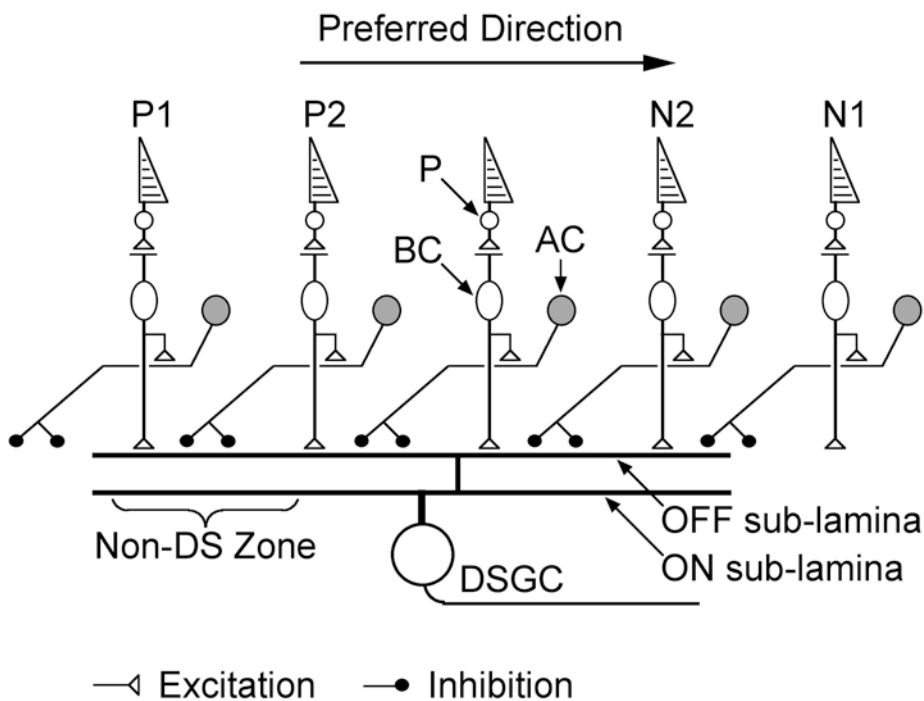 Preferred Direction
P1 P2 N2 N1
P
BC AC
Non-DS Zone
OFF sub-lamina
ON sub-lamina
DSGC
Excitation Inhibition